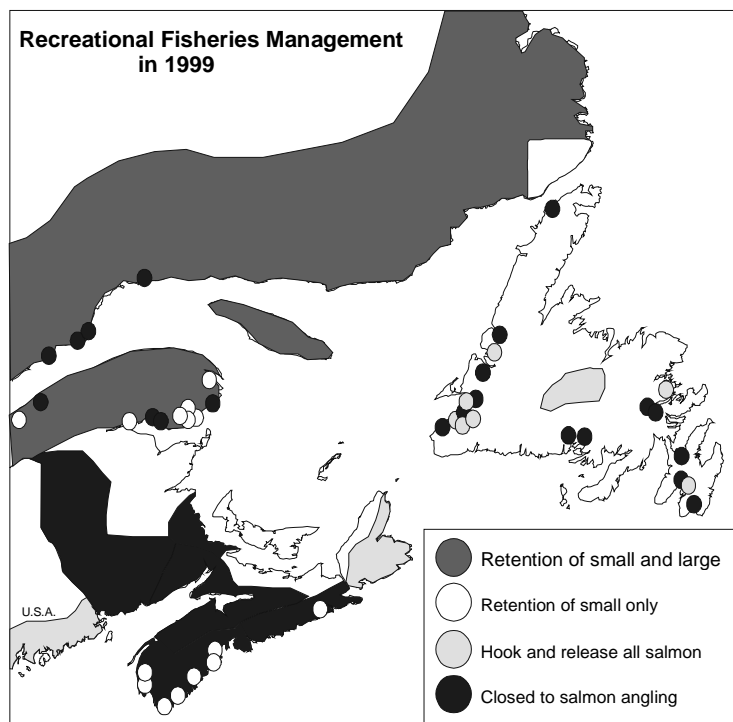 Recreational Fisheries Management
in 1999
U.S.A.
Retention of small and large
Retention of small only
Hook and release all salmon
Closed to salmon angling